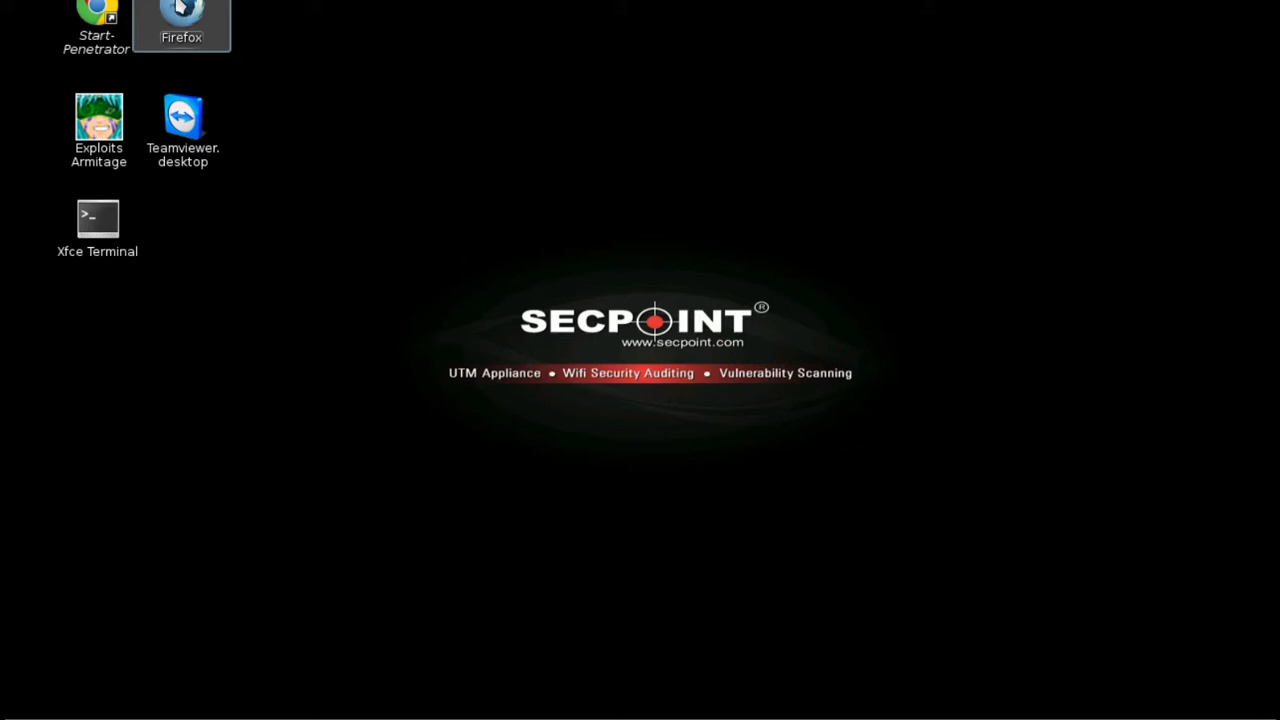 Start-
Penetrator
Firefox
Exploits
Armitage
Teamviewer.
desktop
>_
Xfce Terminal
SECPOINT®
www.secpoint.com
UTM Appliance • Wifi Security Auditing • Vulnerability Scanning